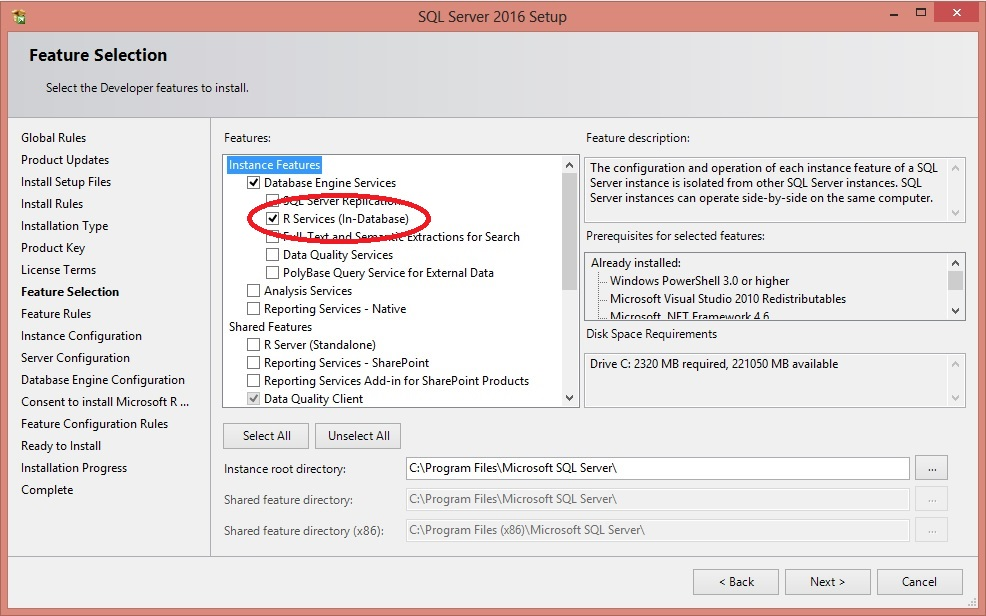 SQL Server 2016 Setup
Feature Selection
Select the Developer features to install.
Global Rules
Product Updates
Install Setup Files
Install Rules
Installation Type
Product Key
License Terms
Feature Selection
Feature Rules
Instance Configuration
Server Configuration
Database Engine Configuration
Consent to install Microsoft R ...
Feature Configuration Rules
Ready to Install
Installation Progress
Complete
Features:
Instance Features
Database Engine Services
SQL Server Replication
R Services (In-Database)
Full-Text and Semantic Extractions for Search
Data Quality Services
PolyBase Query Service for External Data
Analysis Services
Reporting Services - Native
Shared Features
R Server (Standalone)
Reporting Services - SharePoint
Reporting Services Add-in for SharePoint Products
Data Quality Client
Feature description:
The configuration and operation of each instance feature of a SQL
Server instance is isolated from other SQL Server instances. SQL
Server instances can operate side-by-side on the same computer.
Prerequisites for selected features:
Already installed:
Windows PowerShell 3.0 or higher
Microsoft Visual Studio 2010 Redistributables
Microsoft .NET Framework 4.6
Disk Space Requirements
Drive C: 2320 MB required, 221050 MB available
Select All
Unselect All
Instance root directory:
C:\Program Files\Microsoft SQL Server\
...
Shared feature directory:
C:\Program Files\Microsoft SQL Server\
...
Shared feature directory (x86):
C:\Program Files (x86)\Microsoft SQL Server\
...
< Back
Next >
Cancel